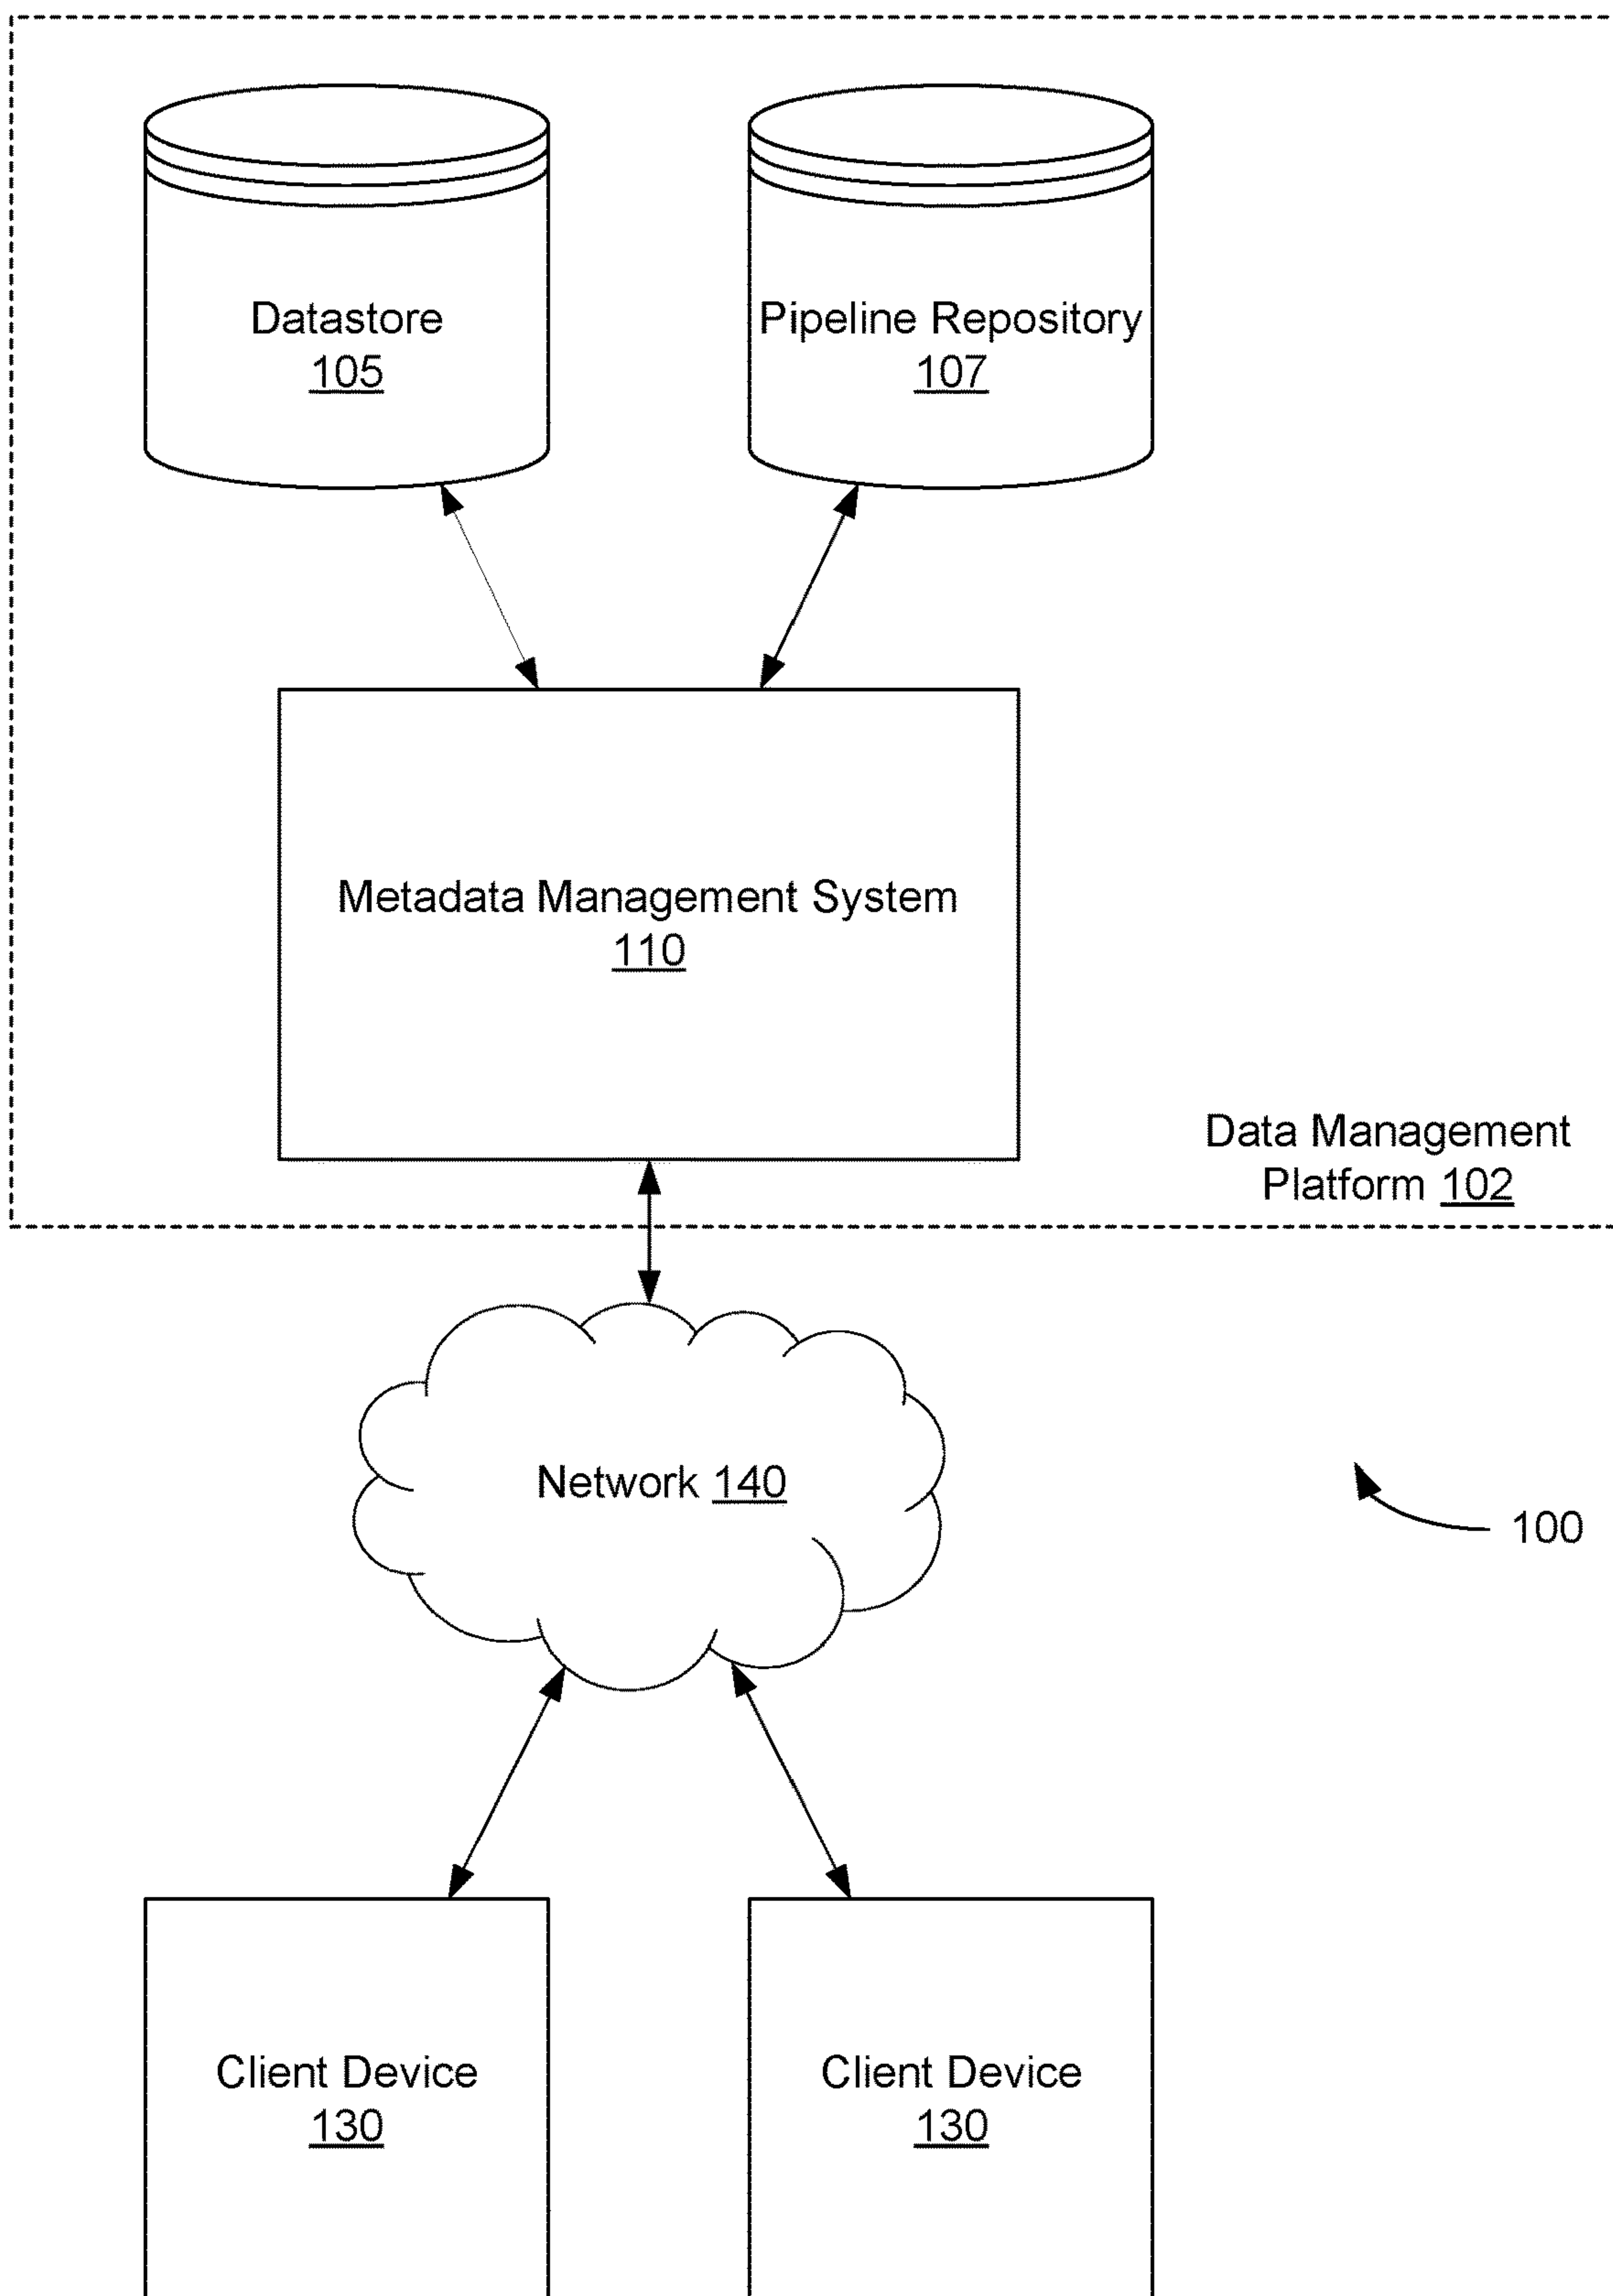 Datastore
105
Pipeline Repository
107
Metadata Management System
110
Data Management
Platform 102
Network 140
100
Client Device
130
Client Device
130